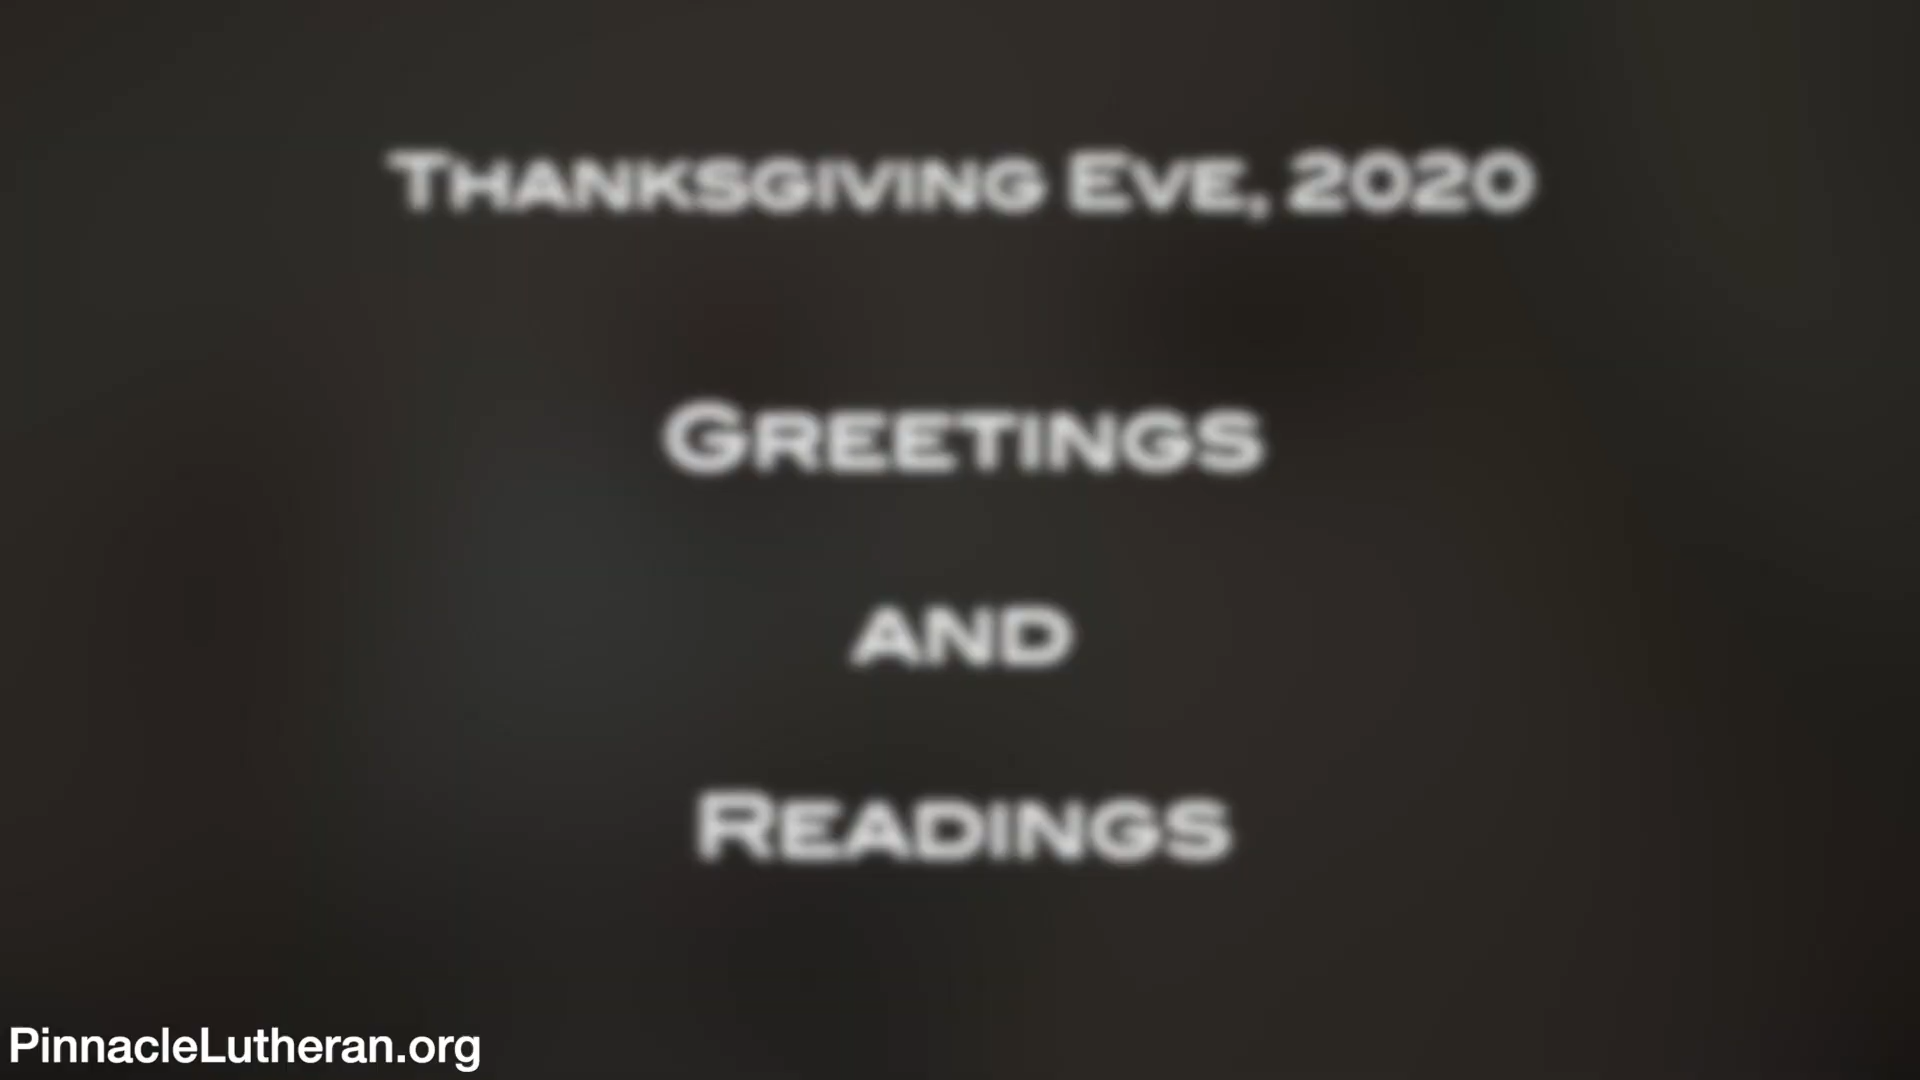 Thanksgiving Eve, 2020
Greetings
and
Readings
PinnacleLutheran.org